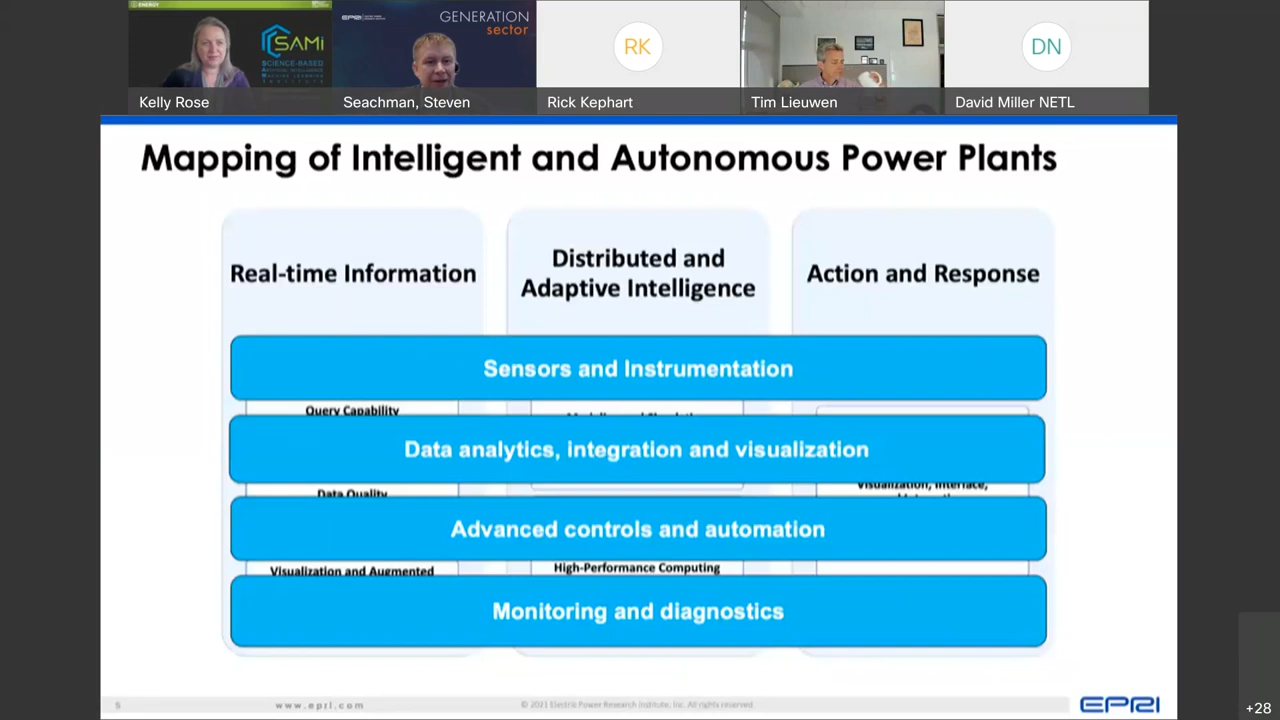 ENERGY
SAMi
SCIENCE-BASED
ARTIFICIAL INTELLIGENCE
MACHINE LEARNING
INSTITUTE
EPRI
GENERATION
sector
RK
DN
Kelly Rose
Seachman, Steven
Rick Kephart
Tim Lieuwen
David Miller NETL
Mapping of Intelligent and Autonomous Power Plants
Real-time Information
Distributed and
Adaptive Intelligence
Action and Response
Sensors and Instrumentation
Query Capability
Data analytics, integration and visualization
Data Quality
Visualization, Interface,
Advanced controls and automation
Visualization and Augmented
High-Performance Computing
Monitoring and diagnostics
5
www.epri.com
© 2021 Electric Power Research Institute, Inc. All rights reserved.
EPRI
+28